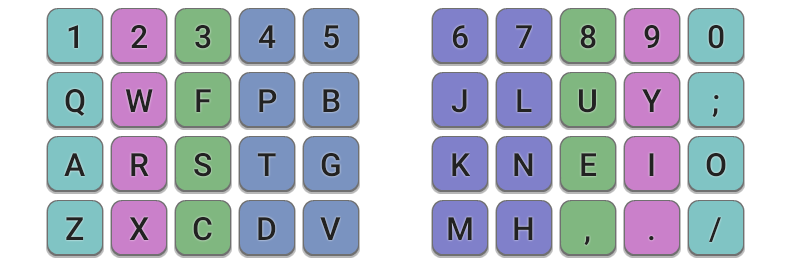 1 2 3 4 5 6 7 8 9 0
Q W F P B J L U Y ;
A R S T G K N E I O
Z X C D V M H , . /